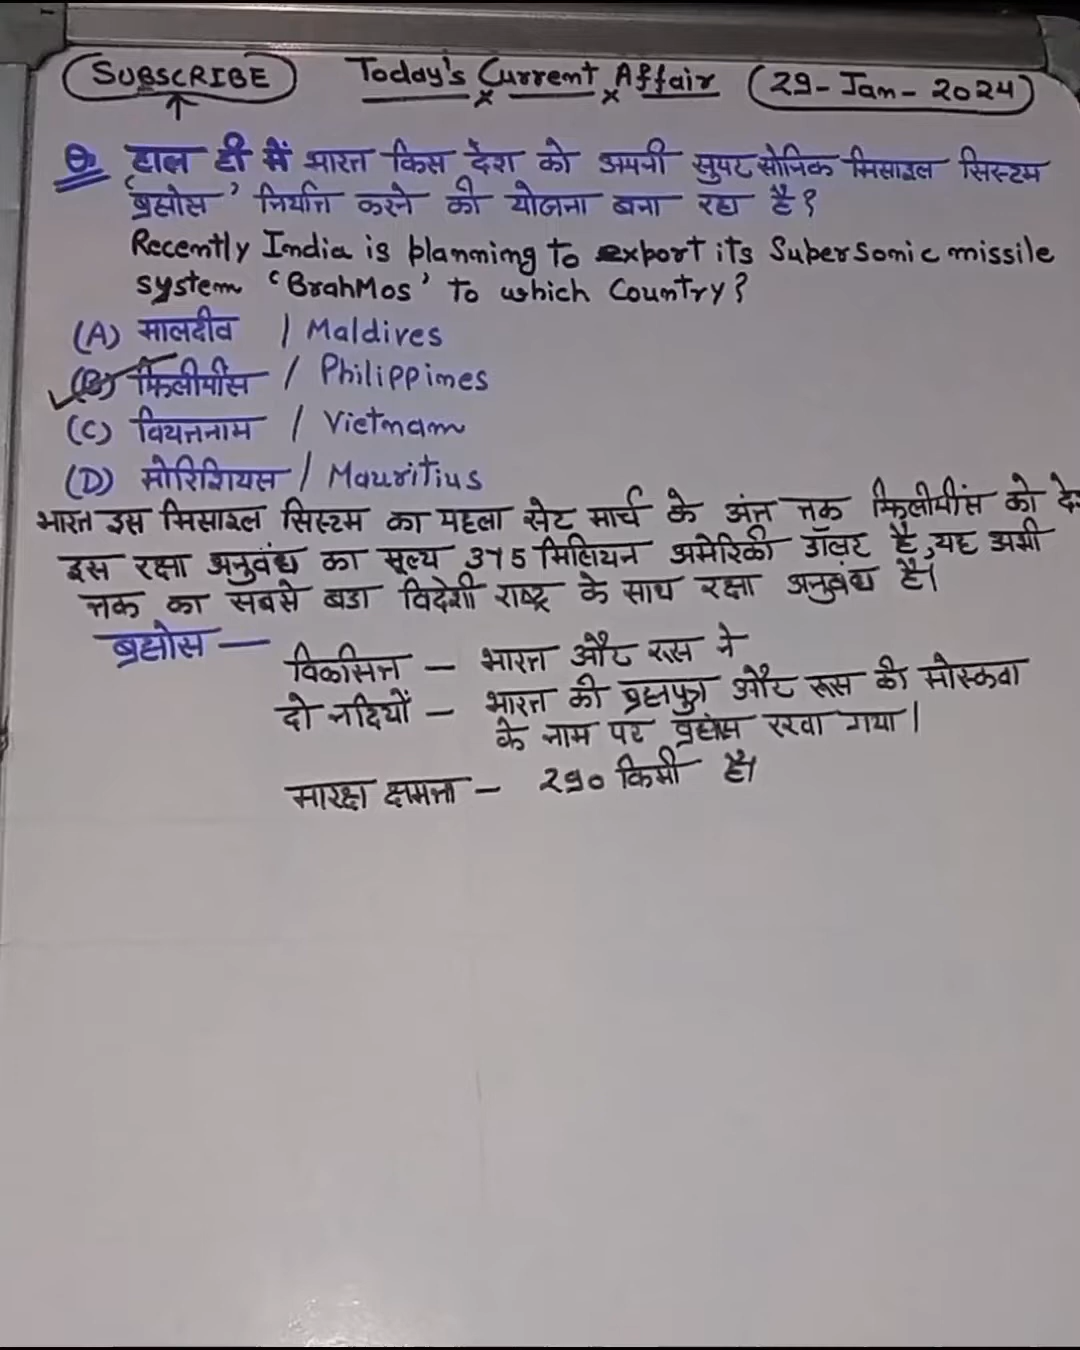 SUBSCRIBE Today's Current Affair (29-Jan-2024)
Q. हाल ही में भारत किस देश को अपनी सुपरसोनिक मिसाइल सिस्टम
'ब्रह्मोस' निर्यात करने की योजना बना रहा है?
Recently India is planning to export its Supersonic missile
system 'BrahMos' to which Country?
(A) मालदीव / Maldives
(B) फिलीपींस / Philippines
(C) वियतनाम / Vietnam
(D) मोरिशियस / Mauritius
भारत इस मिसाइल सिस्टम का पहला सेट मार्च के अंत तक फिलीपींस को
इस रक्षा अनुबंध का मूल्य 375 मिलियन अमेरिकी डॉलर है, यह अभी
तक का सबसे बडा विदेशी राष्ट्र के साथ रक्षा अनुबंध है।
ब्रह्मोस —
विकसित — भारत और रूस ने
दो नदियों — भारत की ब्रह्मपुत्र और रूस की मोस्कवा
के नाम पर ब्रह्मोस रखा गया।
मारक क्षमता — 290 किमी है।